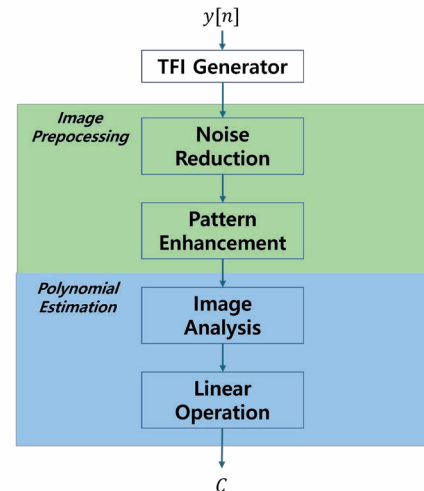 y[n]
TFI Generator
Image
Prepocessing
Noise
Reduction
Pattern
Enhancement
Polynomial
Estimation
Image
Analysis
Linear
Operation
C